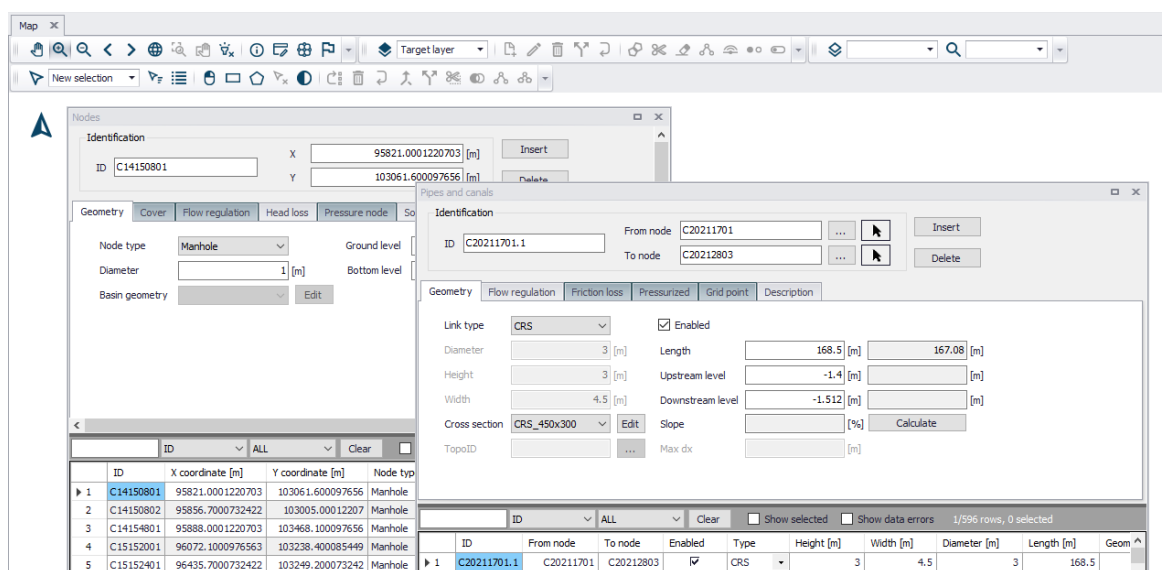 Map
Target layer
New selection
Nodes
Identification
ID C14150801 X 95821.0001220703 [m] Insert
Y 103061.600097656 [m] Delete
Geometry Cover Flow regulation Head loss Pressure node So
Node type Manhole Ground level
Diameter 1 [m] Bottom level
Basin geometry Edit
ID ALL Clear
ID X coordinate [m] Y coordinate [m] Node typ
1 C14150801 95821.0001220703 103061.600097656 Manhole
2 C14150802 95856.7000732422 103005.00012207 Manhole
3 C14154801 95888.0001220703 103468.100097656 Manhole
4 C15152001 96072.1000976563 103238.400085449 Manhole
5 C15152401 96435.7000732422 103249.200073242 Manhole
Pipes and canals
Identification
ID C20211701.1 From node C20211701 ... Insert
To node C20212803 ... Delete
Geometry Flow regulation Friction loss Pressurized Grid point Description
Link type CRS Enabled
Diameter 3 [m] Length 168.5 [m] 167.08 [m]
Height 3 [m] Upstream level -1.4 [m] [m]
Width 4.5 [m] Downstream level -1.512 [m] [m]
Cross section CRS_450x300 Edit Slope [%] Calculate
TopoID ... Max dx [m]
ID ALL Clear Show selected Show data errors 1/596 rows, 0 selected
ID From node To node Enabled Type Height [m] Width [m] Diameter [m] Length [m] Geom
1 C20211701.1 C20211701 C20212803 CRS 3 4.5 3 168.5